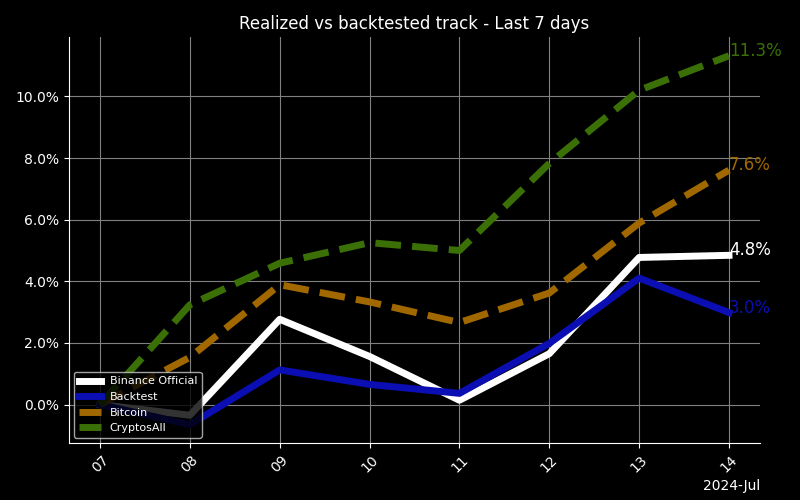 Realized vs backtested track - Last 7 days
11.3%
10.0%
8.0%
7.6%
6.0%
4.8%
4.0%
3.0%
2.0%
0.0%
Binance Official
Backtest
Bitcoin
CryptosAll
07 08 09 10 11 12 13 14
2024-Jul